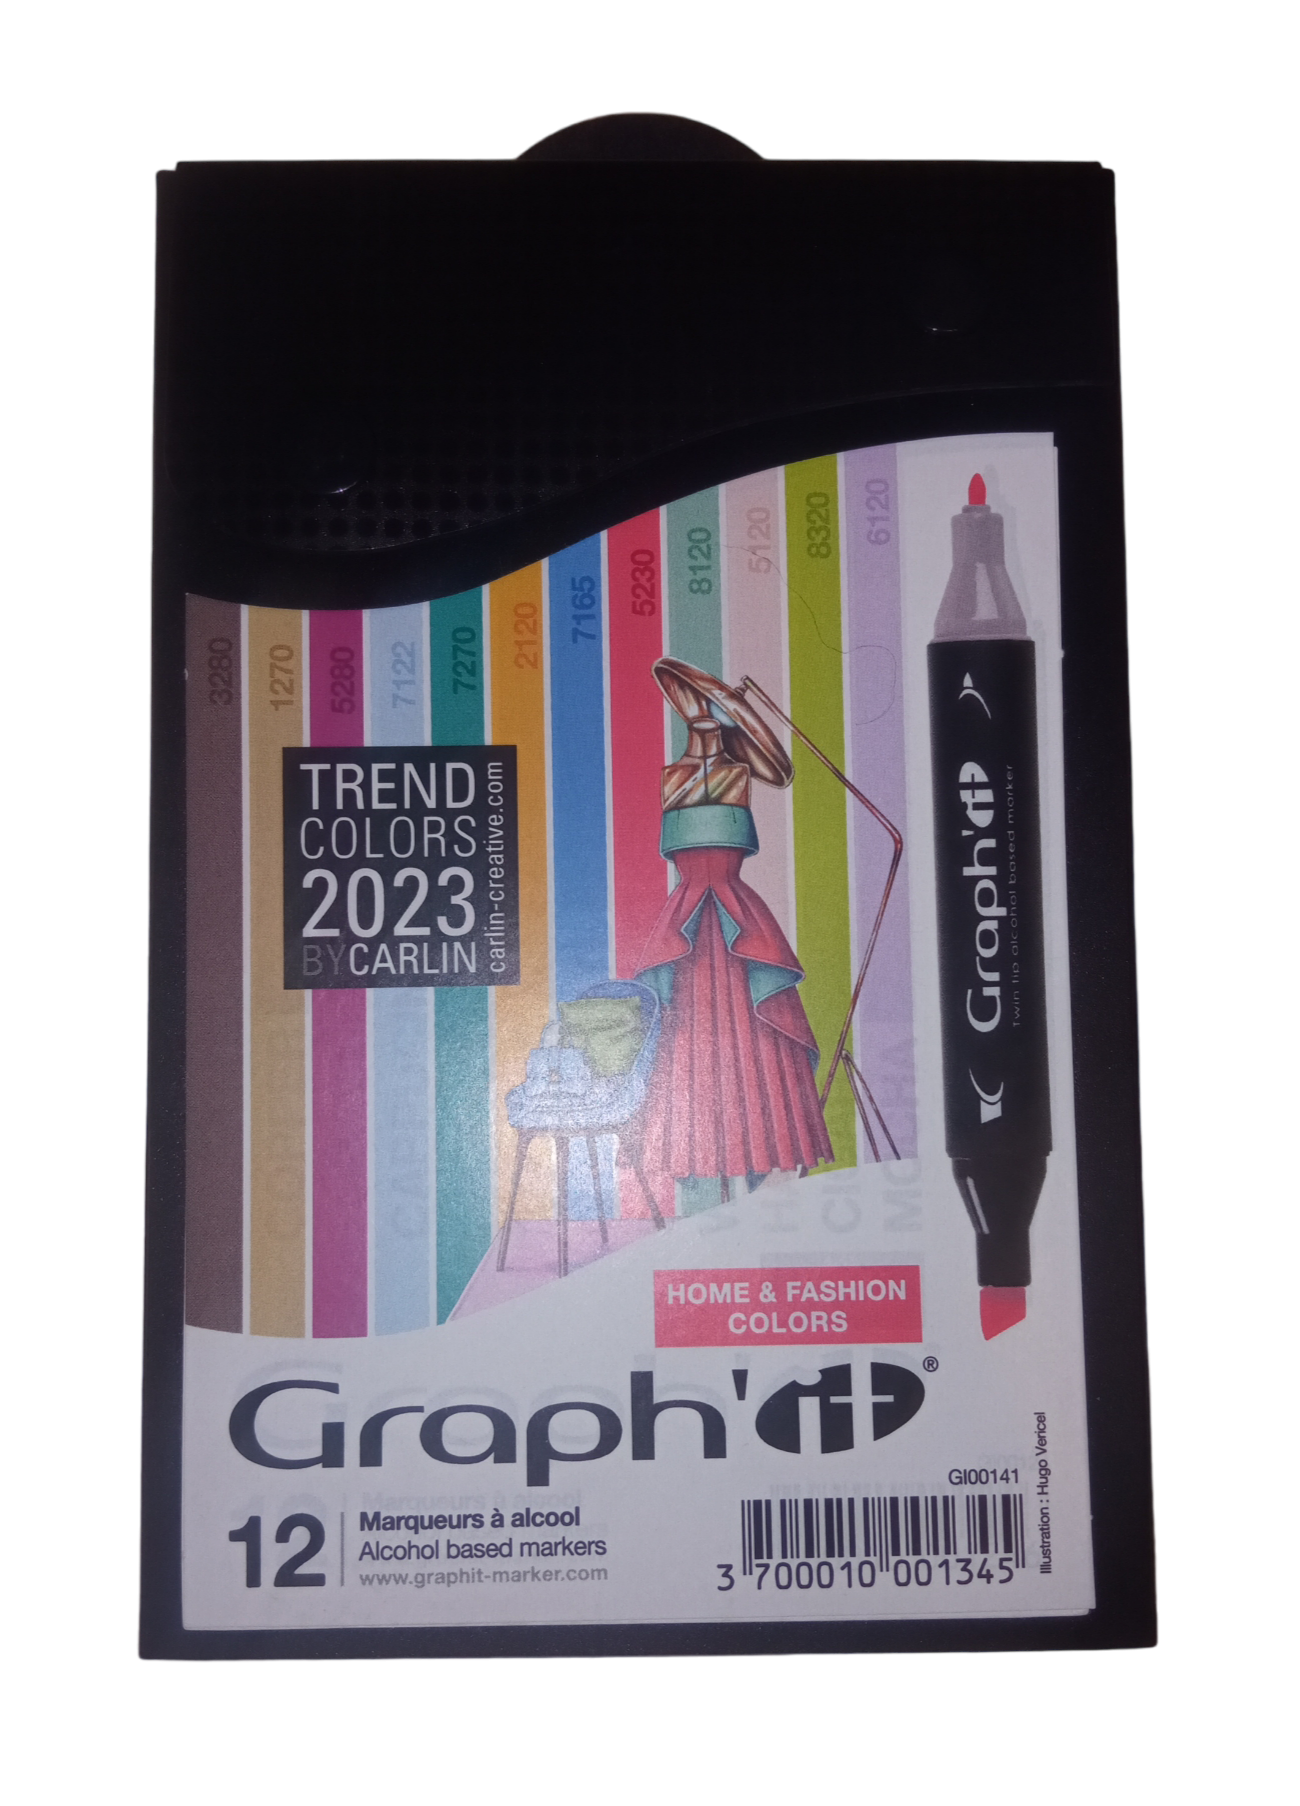 3280
1270
5280
7122
7270
2120
7165
5230
8120
5120
8320
6120
TREND
COLORS
2023
BY CARLIN
carlin-creative.com
Graph'it
Twin tip alcohol based marker
HOME & FASHION
COLORS
Graph'it®
12
Marqueurs à alcool
Alcohol based markers
www.graphit-marker.com
GI00141
3 700010 001345
Illustration : Hugo Vericel